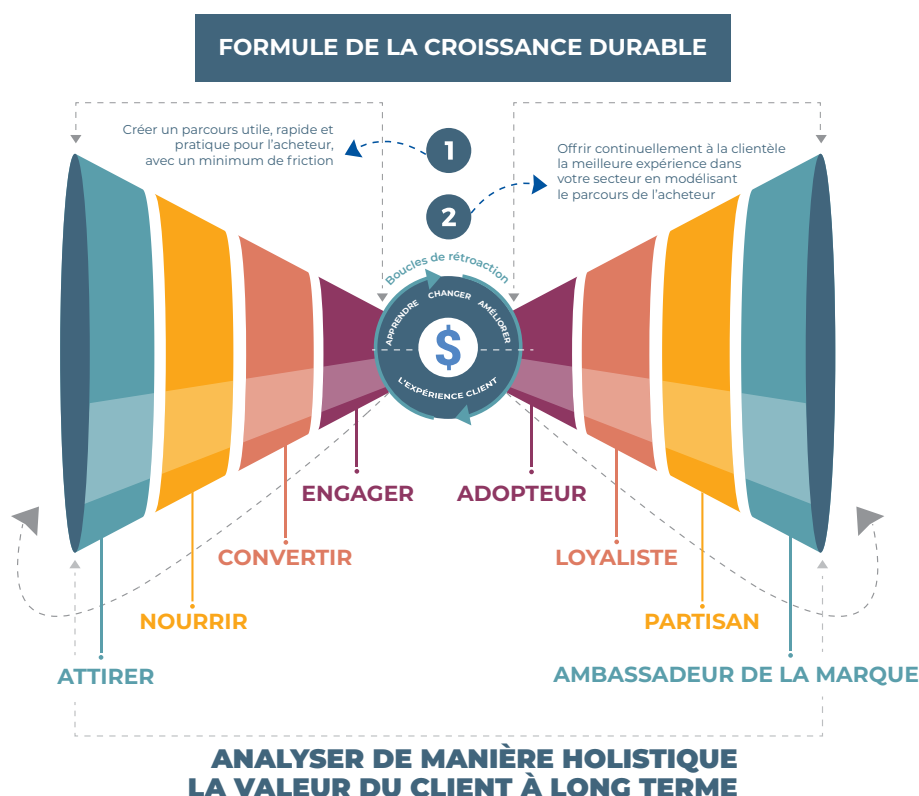 FORMULE DE LA CROISSANCE DURABLE
Créer un parcours utile, rapide et
pratique pour l'acheteur,
avec un minimum de friction
1
Offrir continuellement à la clientèle
la meilleure expérience dans
votre secteur en modélisant
le parcours de l'acheteur
2
Boucles de rétroaction
APPRENDRE CHANGER AMÉLIORER
$
L'EXPÉRIENCE CLIENT
ENGAGER
ADOPTEUR
CONVERTIR
LOYALISTE
NOURRIR
PARTISAN
ATTIRER
AMBASSADEUR DE LA MARQUE
ANALYSER DE MANIÈRE HOLISTIQUE
LA VALEUR DU CLIENT À LONG TERME